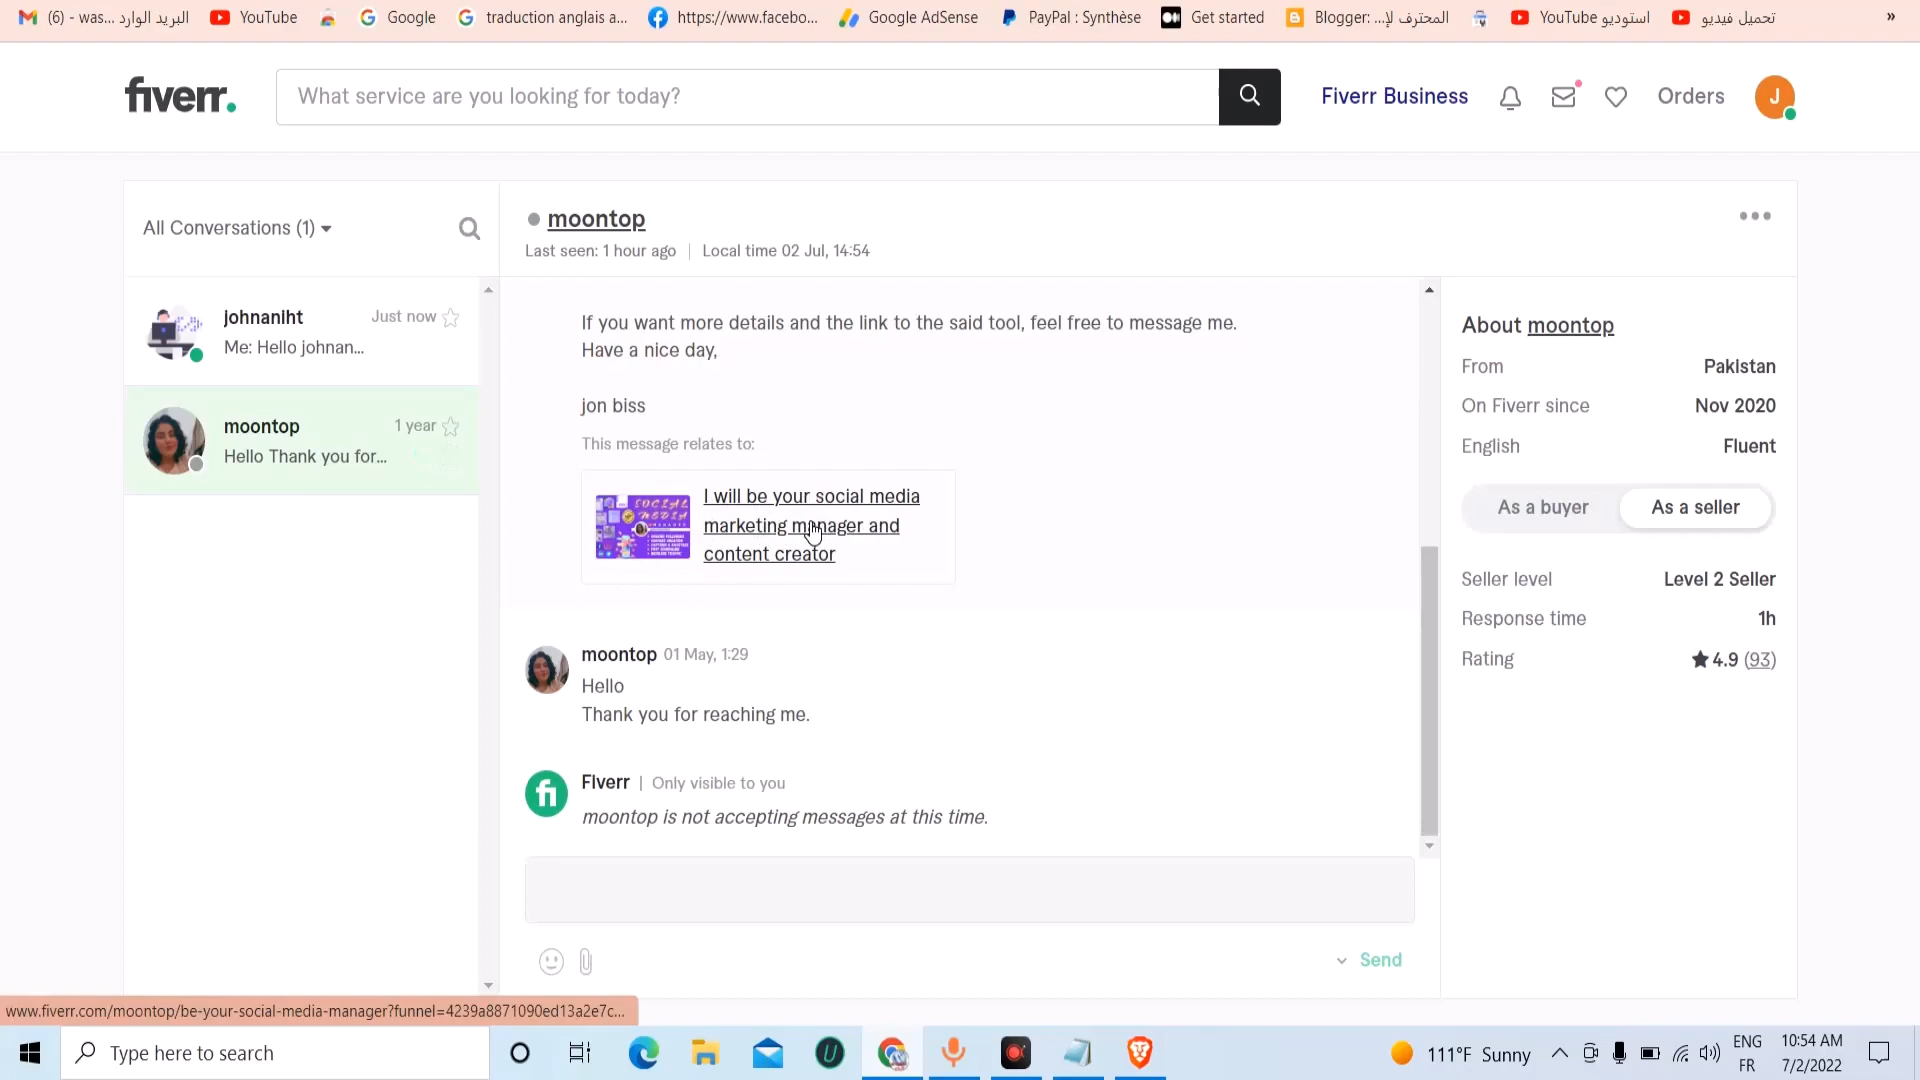 (6) - was... البريد الوارد
YouTube
Google
traduction anglais a...
https://www.facebo...
Google AdSense
PayPal : Synthèse
Get started
Blogger: ...المحترف لإ
YouTube استوديو
تحميل فيديو
»
fiverr.
What service are you looking for today?
Fiverr Business
Orders
J
All Conversations (1)
moontop
Last seen: 1 hour ago | Local time 02 Jul, 14:54
johnaniht
Just now
Me: Hello johnan...
moontop
1 year
Hello Thank you for...
If you want more details and the link to the said tool, feel free to message me.
Have a nice day,
jon biss
This message relates to:
SOCIAL
MEDIA
I will be your social media
marketing manager and
content creator
moontop 01 May, 1:29
Hello
Thank you for reaching me.
fi
Fiverr | Only visible to you
moontop is not accepting messages at this time.
Send
About moontop
From Pakistan
On Fiverr since Nov 2020
English Fluent
As a buyer
As a seller
Seller level Level 2 Seller
Response time 1h
Rating 4.9 (93)
www.fiverr.com/moontop/be-your-social-media-manager?funnel=4239a8871090ed13a2e7c...
Type here to search
U
111°F Sunny
ENG
FR
10:54 AM
7/2/2022